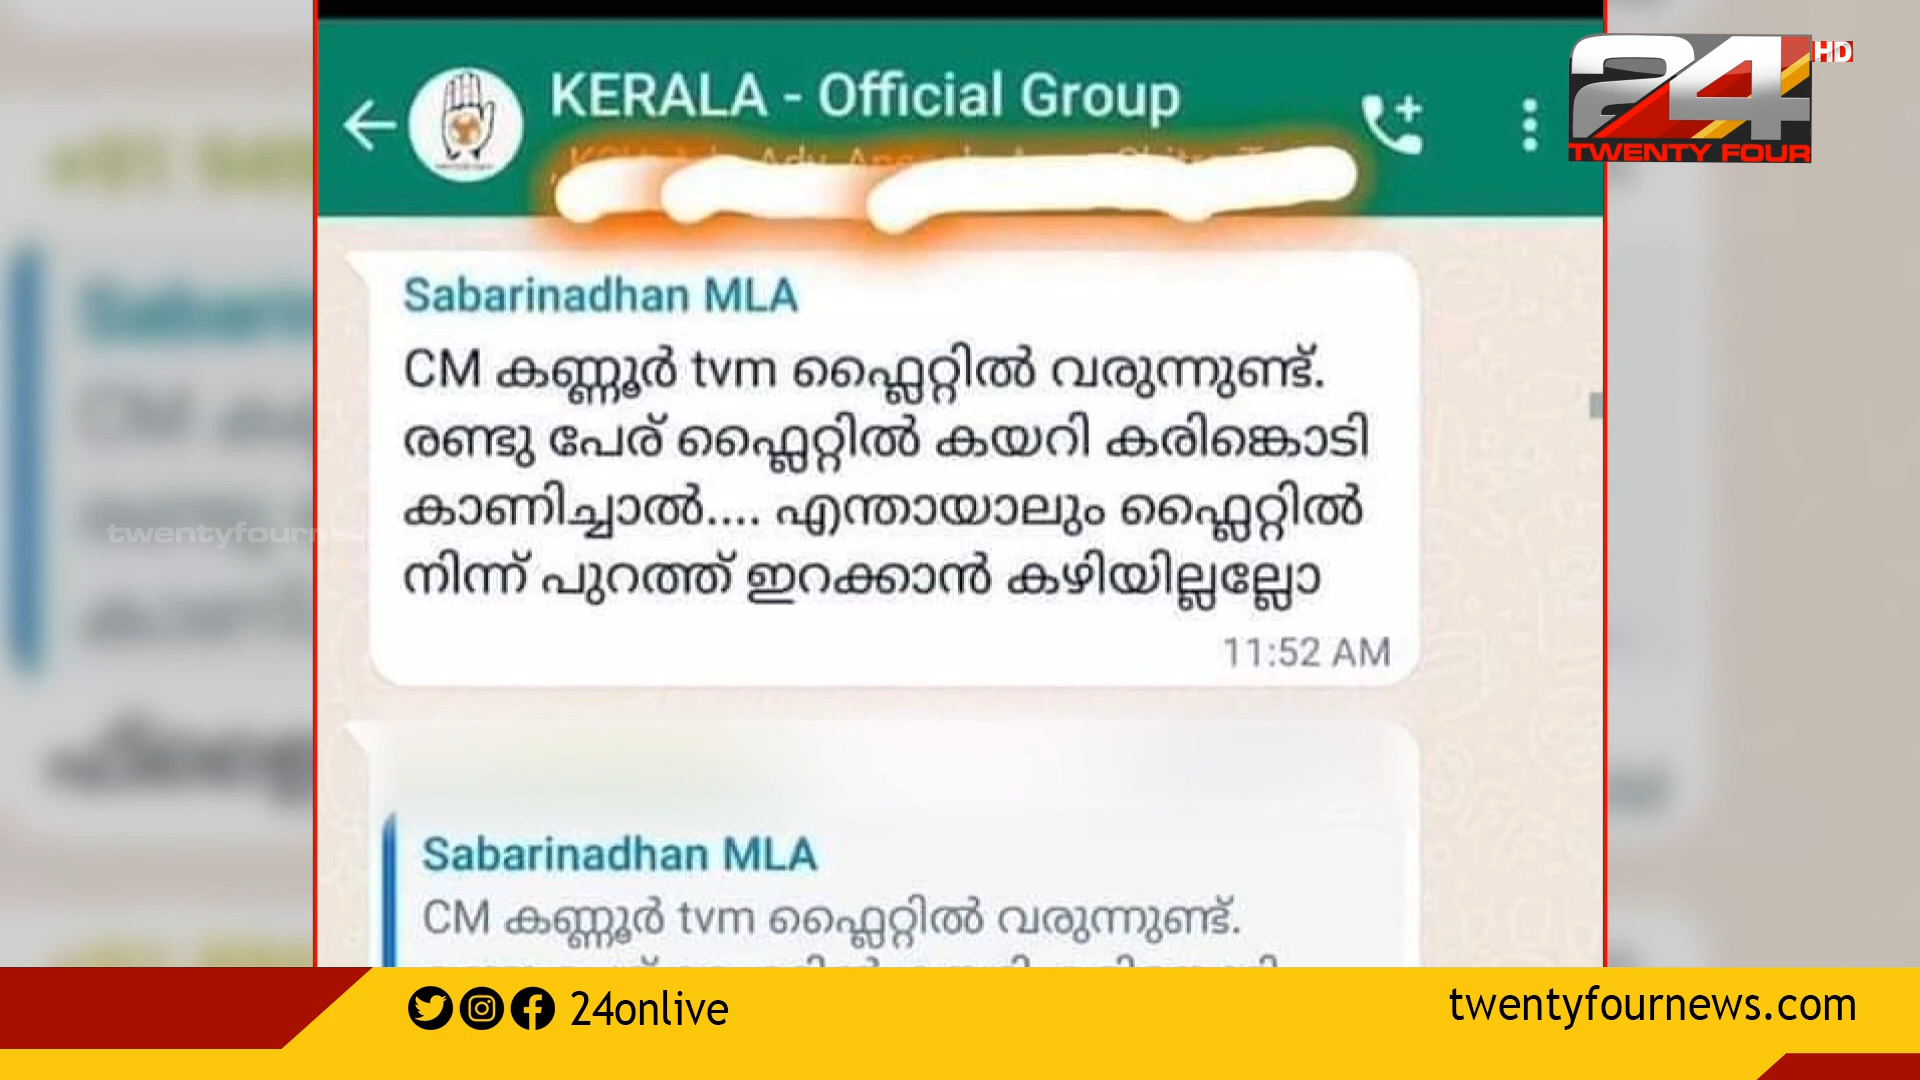 KERALA - Official Group
24 HD
TWENTY FOUR
Sabarinadhan MLA
CM കണ്ണൂർ tvm ഫ്ലൈറ്റിൽ വരുന്നുണ്ട്.
രണ്ടു പേര് ഫ്ലൈറ്റിൽ കയറി കരിങ്കൊടി
കാണിച്ചാൽ.... എന്തായാലും ഫ്ലൈറ്റിൽ
നിന്ന് പുറത്ത് ഇറക്കാൻ കഴിയില്ലല്ലോ
11:52 AM
Sabarinadhan MLA
CM കണ്ണൂർ tvm ഫ്ലൈറ്റിൽ വരുന്നുണ്ട്.
twentyfournews
24onlive
twentyfournews.com